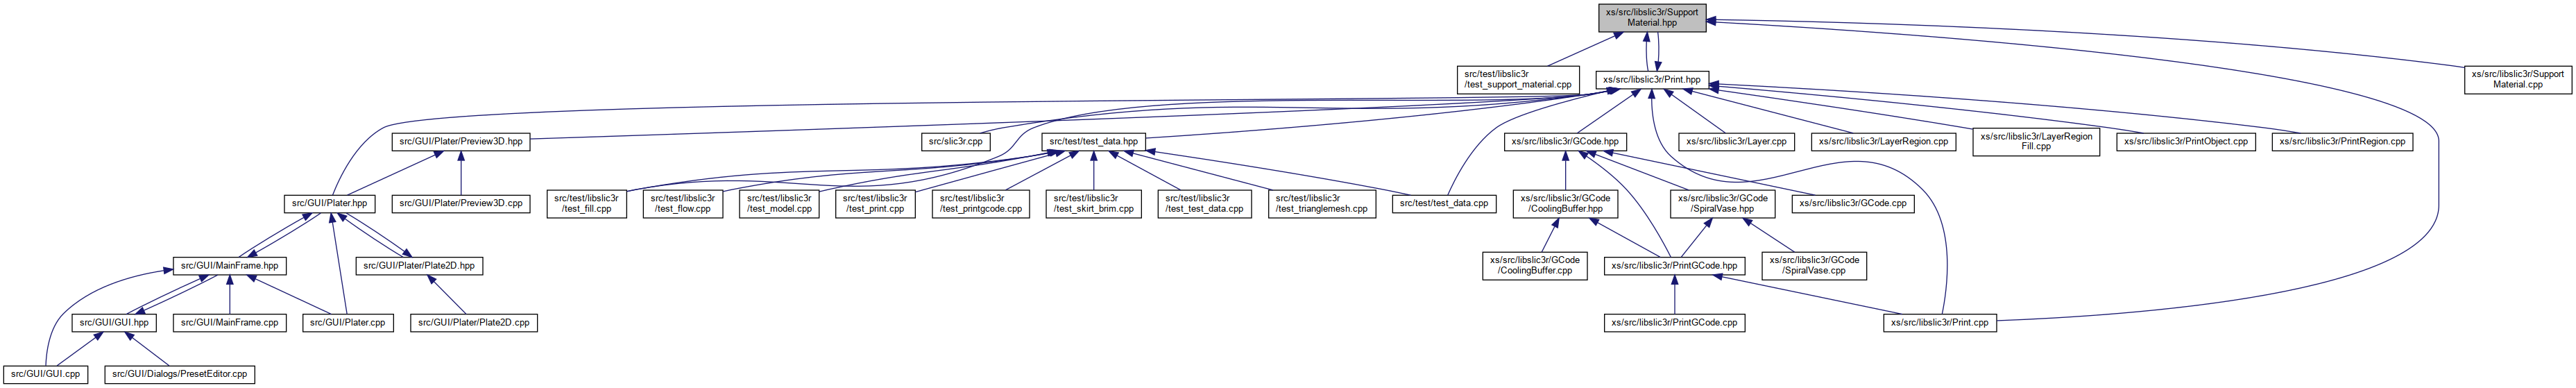 xs/src/libslic3r/Support
Material.hpp
src/test/libslic3r
/test_support_material.cpp
xs/src/libslic3r/Print.hpp
xs/src/libslic3r/Support
Material.cpp
src/GUI/Plater/Preview3D.hpp
src/slic3r.cpp
src/test/test_data.hpp
xs/src/libslic3r/GCode.hpp
xs/src/libslic3r/Layer.cpp
xs/src/libslic3r/LayerRegion.cpp
xs/src/libslic3r/LayerRegion
Fill.cpp
xs/src/libslic3r/PrintObject.cpp
xs/src/libslic3r/PrintRegion.cpp
src/GUI/Plater.hpp
src/GUI/Plater/Preview3D.cpp
src/test/libslic3r
/test_fill.cpp
src/test/libslic3r
/test_flow.cpp
src/test/libslic3r
/test_model.cpp
src/test/libslic3r
/test_print.cpp
src/test/libslic3r
/test_printgcode.cpp
src/test/libslic3r
/test_skirt_brim.cpp
src/test/libslic3r
/test_test_data.cpp
src/test/libslic3r
/test_trianglemesh.cpp
src/test/test_data.cpp
xs/src/libslic3r/GCode
/CoolingBuffer.hpp
xs/src/libslic3r/GCode
/SpiralVase.hpp
xs/src/libslic3r/GCode.cpp
src/GUI/MainFrame.hpp
src/GUI/Plater/Plate2D.hpp
xs/src/libslic3r/GCode
/CoolingBuffer.cpp
xs/src/libslic3r/PrintGCode.hpp
xs/src/libslic3r/GCode
/SpiralVase.cpp
src/GUI/GUI.hpp
src/GUI/MainFrame.cpp
src/GUI/Plater.cpp
src/GUI/Plater/Plate2D.cpp
xs/src/libslic3r/PrintGCode.cpp
xs/src/libslic3r/Print.cpp
src/GUI/GUI.cpp
src/GUI/Dialogs/PresetEditor.cpp